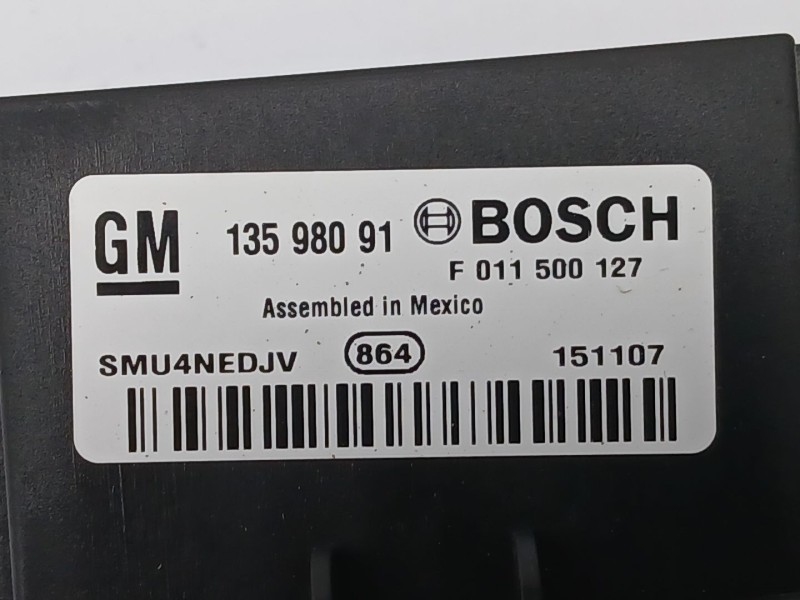 GM 135 980 91 BOSCH
F 011 500 127
Assembled in Mexico
SMU4NEDJV 864 151107